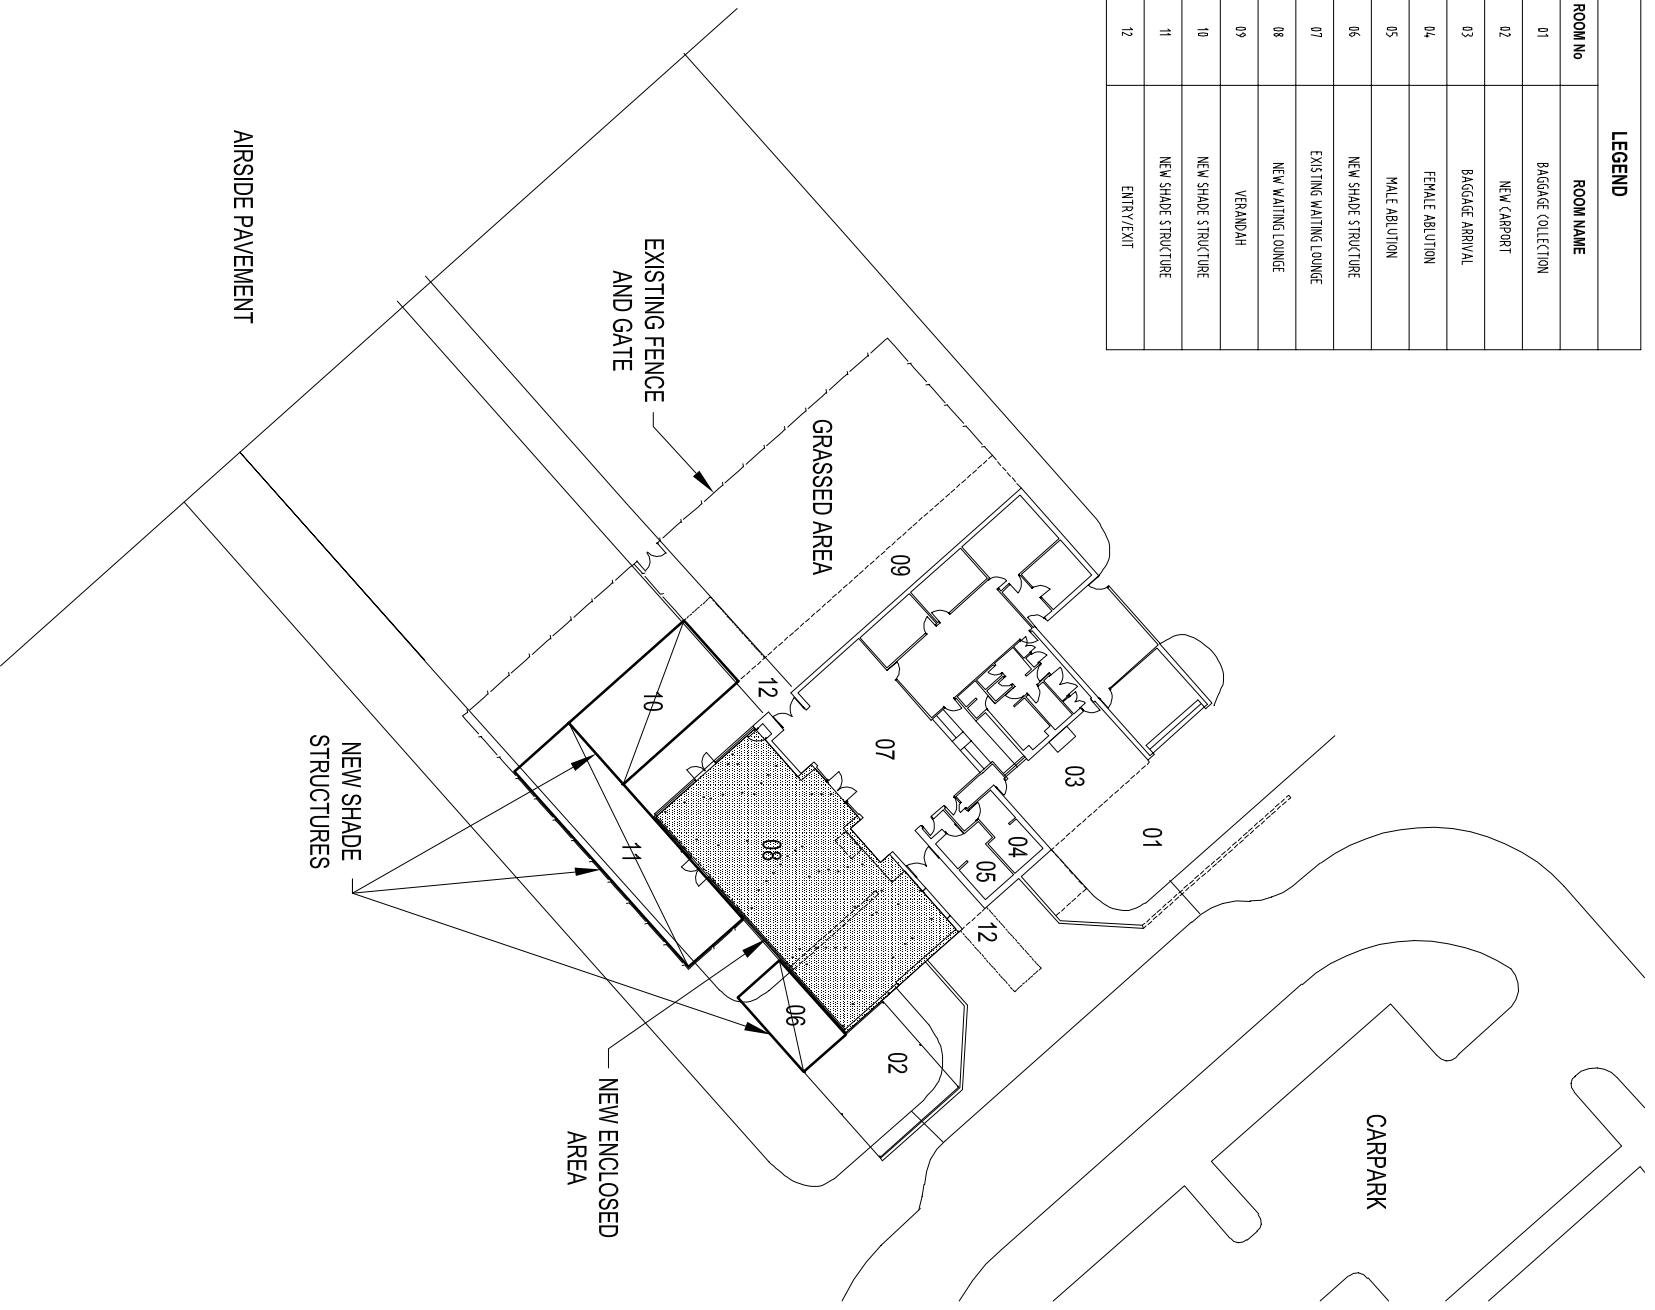 LEGEND
ROOM No ROOM NAME
01 BAGGAGE COLLECTION
02 NEW CARPORT
03 BAGGAGE ARRIVAL
04 FEMALE ABLUTION
05 MALE ABLUTION
06 NEW SHADE STRUCTURE
07 EXISTING WAITING LOUNGE
08 NEW WAITING LOUNGE
09 VERANDAH
10 NEW SHADE STRUCTURE
11 NEW SHADE STRUCTURE
12 ENTRY/EXIT
CARPARK
01
03
04
05
12
02
09
07
06
08
12
10
11
GRASSED AREA
EXISTING FENCE
AND GATE
NEW ENCLOSED
AREA
NEW SHADE
STRUCTURES
AIRSIDE PAVEMENT